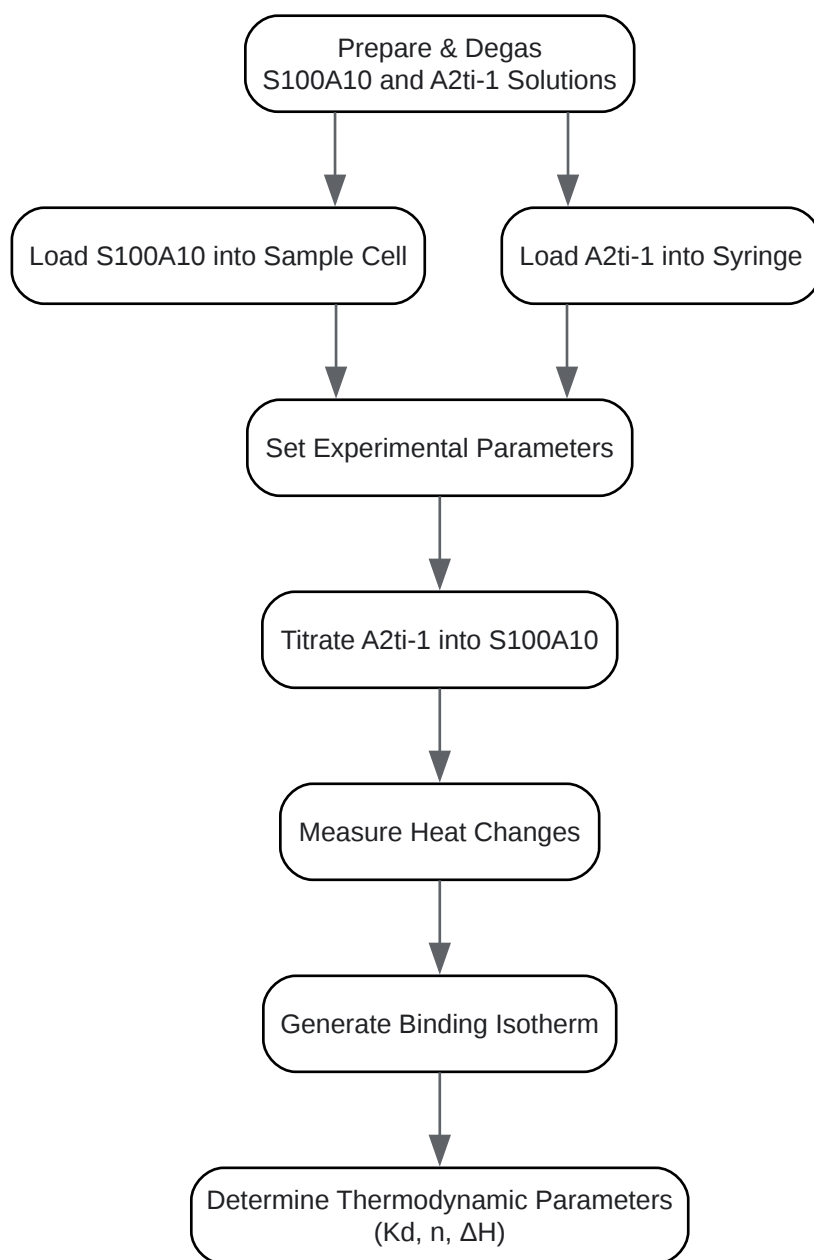 Prepare & Degas
S100A10 and A2ti-1 Solutions
Load S100A10 into Sample Cell
Load A2ti-1 into Syringe
Set Experimental Parameters
Titrate A2ti-1 into S100A10
Measure Heat Changes
Generate Binding Isotherm
Determine Thermodynamic Parameters
(Kd, n, ΔH)